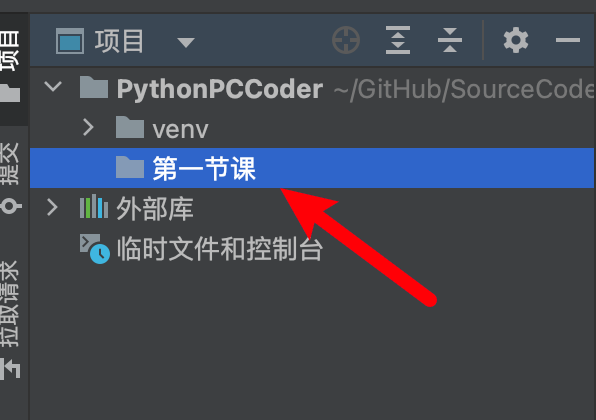 项目
PythonPCCoder ~/GitHub/SourceCode
venv
第一节课
外部库
临时文件和控制台
项目
提交
拉取请求